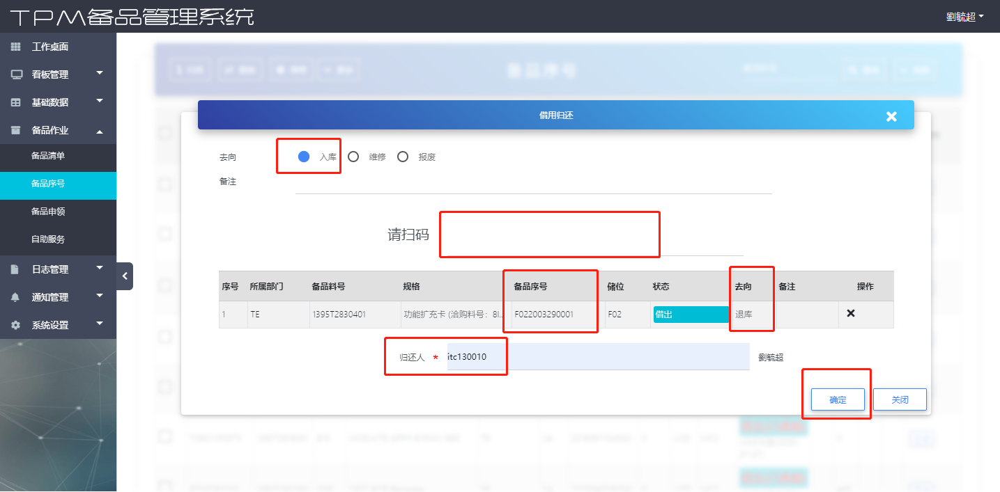 TPM备品管理系统
劉毓超
工作桌面
看板管理
基础数据
备品作业
备品清单
备品序号
备品申领
自助服务
日志管理
通知管理
系统设置
备品序号
借用归还
去向 入库 维修 报废
备注
请扫码
序号 所属部门 备品料号 规格 备品序号 储位 状态 去向 备注 操作
1 TE 1395T2830401 功能扩充卡 (洽购料号：8I... F022003290001 F02 借出 退库
归还人 * itc130010 劉毓超
确定 关闭